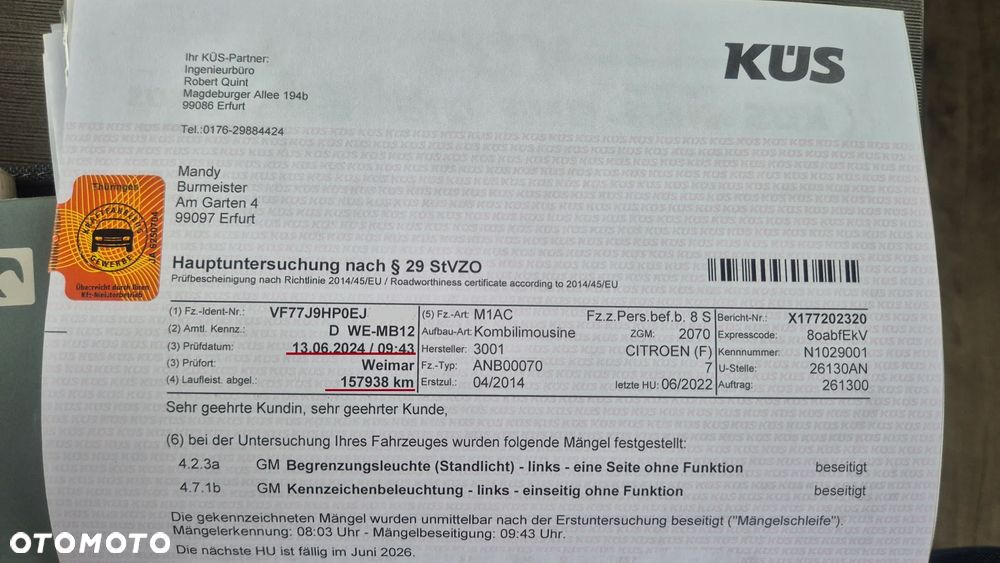 KÜS
Ihr KÜS-Partner:
Ingenieurbüro
Robert Quint
Magdeburger Allee 194b
99086 Erfurt
Tel.:0176-29884424
Mandy
Burmeister
Am Garten 4
99097 Erfurt
Thüringen
KRAFTFAHRZEUG
GEWERBE
Überreicht durch Ihren
Kfz-Meisterbetrieb
Hauptuntersuchung nach § 29 StVZO
Prüfbescheinigung nach Richtlinie 2014/45/EU / Roadworthiness certificate according to 2014/45/EU
(1) Fz.-Ident-Nr.: VF77J9HP0EJ (5) Fz.-Art: M1AC Fz.z.Pers.bef.b. 8 S Bericht-Nr.: X177202320
(2) Amtl. Kennz.: D WE-MB12 Aufbau-Art: Kombilimousine ZGM: 2070 Expresscode: 8oabfEkV
(3) Prüfdatum: 13.06.2024 / 09:43 Hersteller: 3001 CITROEN (F) Kennnummer: N1029001
(3) Prüfort: Weimar Fz.-Typ: ANB00070 7 U-Stelle: 26130AN
(4) Laufleist. abgel.: 157938 km Erstzul.: 04/2014 letzte HU: 06/2022 Auftrag: 261300
Sehr geehrte Kundin, sehr geehrter Kunde,
(6) bei der Untersuchung Ihres Fahrzeuges wurden folgende Mängel festgestellt:
4.2.3a GM Begrenzungsleuchte (Standlicht) - links - eine Seite ohne Funktion beseitigt
4.7.1b GM Kennzeichenbeleuchtung - links - einseitig ohne Funktion beseitigt
Die gekennzeichneten Mängel wurden unmittelbar nach der Erstuntersuchung beseitigt ("Mängelschleife").
Mängelerkennung: 08:03 Uhr - Mängelbeseitigung: 09:43 Uhr.
Die nächste HU ist fällig im Juni 2026.
OTOMOTO